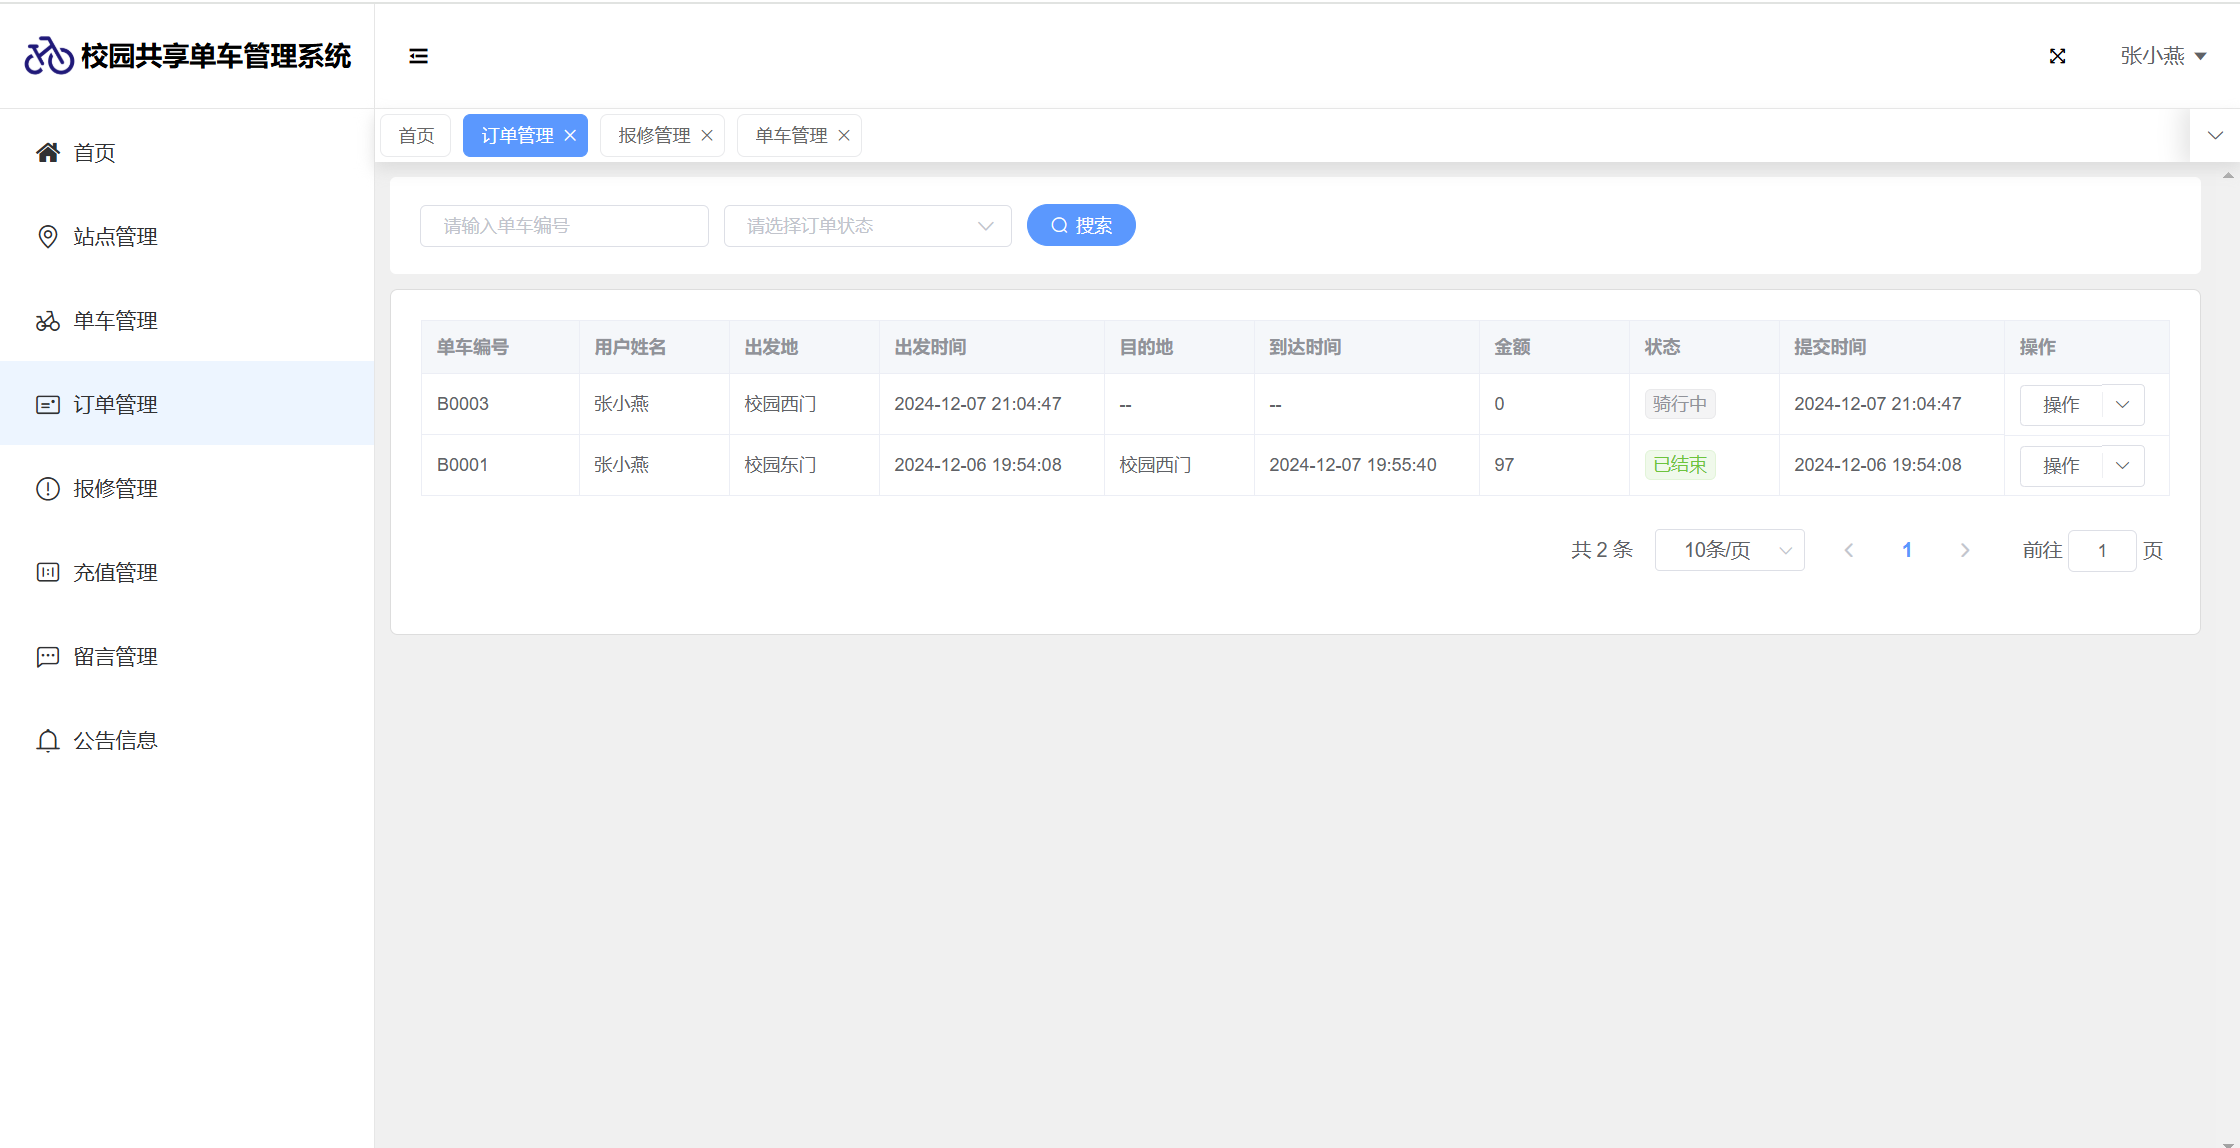 校园共享单车管理系统
张小燕
首页
站点管理
单车管理
订单管理
报修管理
充值管理
留言管理
公告信息
首页 订单管理 报修管理 单车管理
请输入单车编号 请选择订单状态 搜索
单车编号 用户姓名 出发地 出发时间 目的地 到达时间 金额 状态 提交时间 操作
B0003 张小燕 校园西门 2024-12-07 21:04:47 -- -- 0 骑行中 2024-12-07 21:04:47 操作
B0001 张小燕 校园东门 2024-12-06 19:54:08 校园西门 2024-12-07 19:55:40 97 已结束 2024-12-06 19:54:08 操作
共 2 条 10条/页 1 前往 1 页